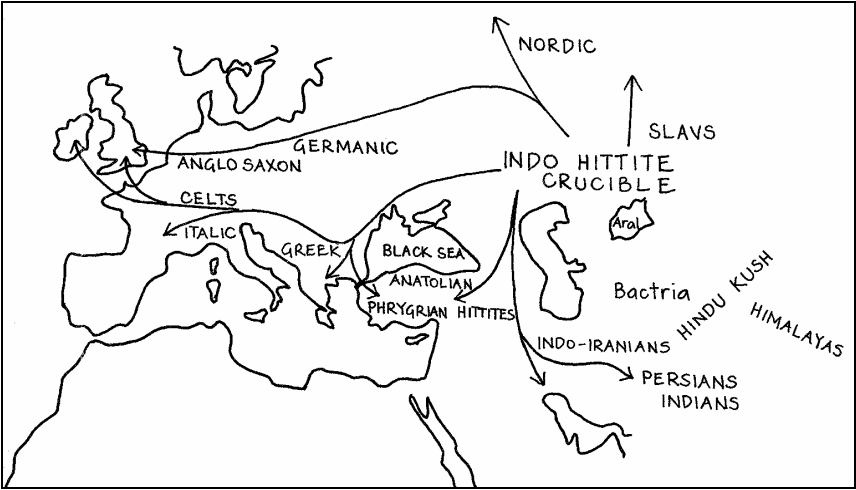 NORDIC
SLAVS
GERMANIC
ANGLO SAXON
INDO HITTITE
CRUCIBLE
CELTS
Aral
ITALIC
GREEK
BLACK SEA
ANATOLIAN
Bactria
HINDU KUSH
HIMALAYAS
PHRYGRIAN HITTITES
INDO-IRANIANS
PERSIANS
INDIANS